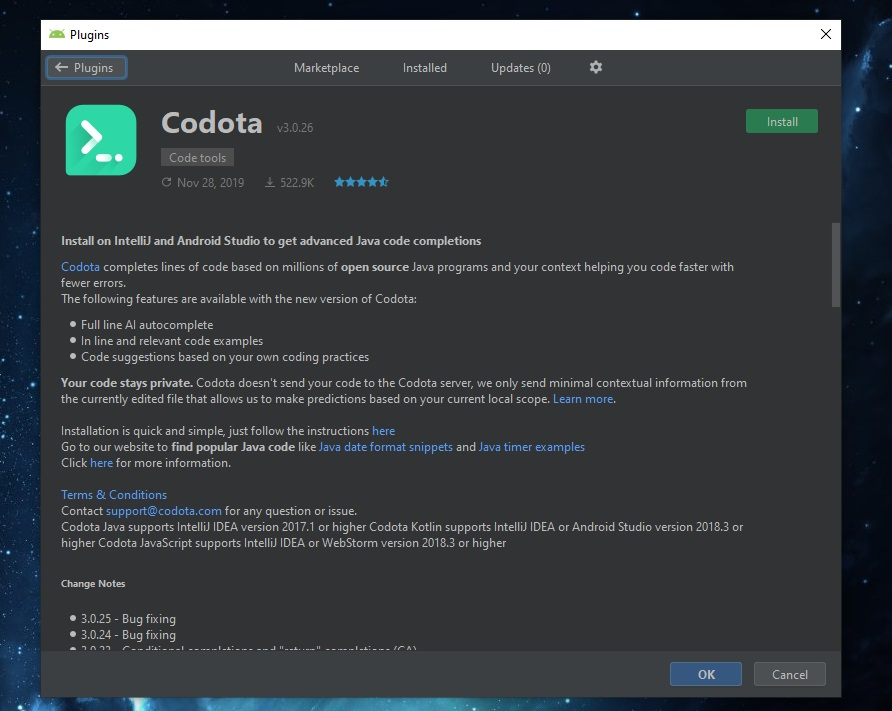 Plugins
Plugins
Marketplace
Installed
Updates (0)
Codota v3.0.26
Install
Code tools
Nov 28, 2019 522.9K
Install on IntelliJ and Android Studio to get advanced Java code completions
Codota completes lines of code based on millions of open source Java programs and your context helping you code faster with
fewer errors.
The following features are available with the new version of Codota:
Full line AI autocomplete
In line and relevant code examples
Code suggestions based on your own coding practices
Your code stays private. Codota doesn't send your code to the Codota server, we only send minimal contextual information from
the currently edited file that allows us to make predictions based on your current local scope. Learn more.
Installation is quick and simple, just follow the instructions here
Go to our website to find popular Java code like Java date format snippets and Java timer examples
Click here for more information.
Terms & Conditions
Contact support@codota.com for any question or issue.
Codota Java supports IntelliJ IDEA version 2017.1 or higher Codota Kotlin supports IntelliJ IDEA or Android Studio version 2018.3 or
higher Codota JavaScript supports IntelliJ IDEA or WebStorm version 2018.3 or higher
Change Notes
3.0.25 - Bug fixing
3.0.24 - Bug fixing
Conditional completions and "return" completions (GA)
OK
Cancel